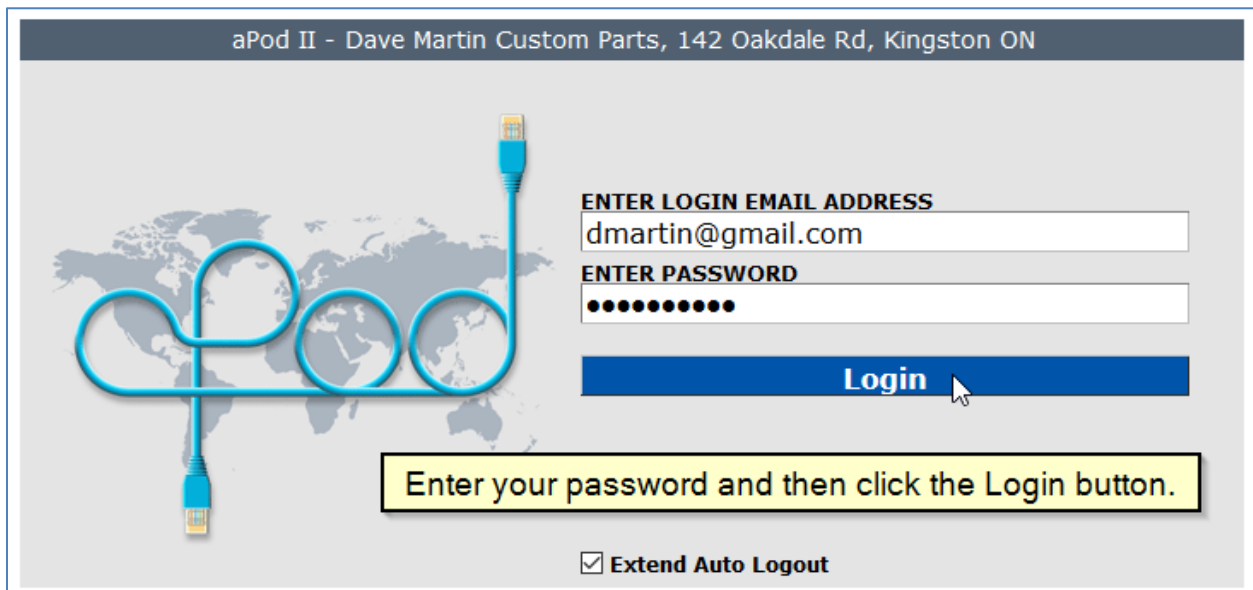 aPod II - Dave Martin Custom Parts, 142 Oakdale Rd, Kingston ON
aPod
ENTER LOGIN EMAIL ADDRESS
dmartin@gmail.com
ENTER PASSWORD
••••••••••
Login
Enter your password and then click the Login button.
Extend Auto Logout